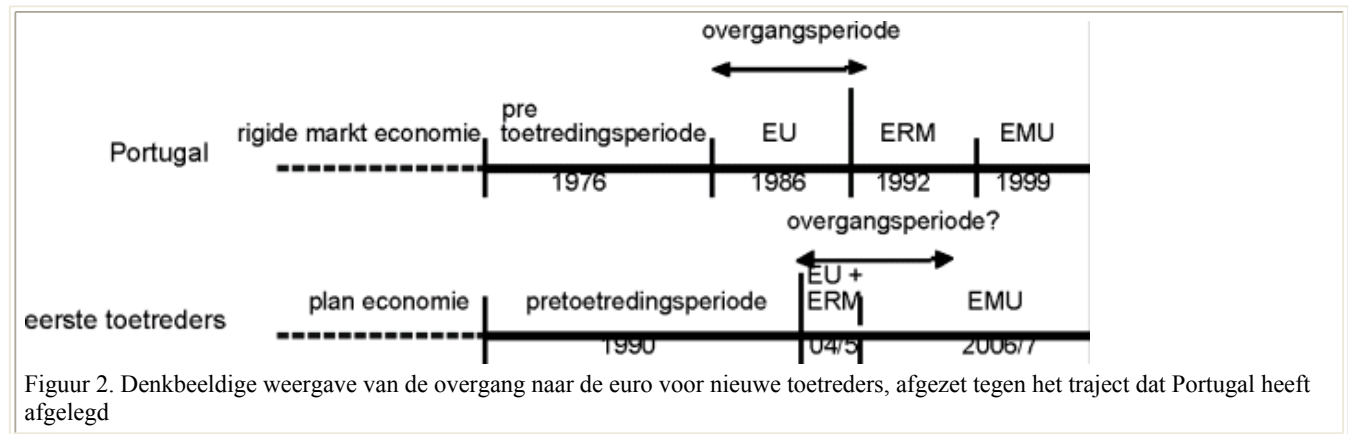 overgangsperiode
pre
rigide markt economie toetredingsperiode EU ERM EMU
Portugal
1976 1986 1992 1999
overgangsperiode?
EU +
plan economie pretoetredingsperiode ERM EMU
eerste toetreders
1990 04/5 2006/7
Figuur 2. Denkbeeldige weergave van de overgang naar de euro voor nieuwe toetreders, afgezet tegen het traject dat Portugal heeft
afgelegd